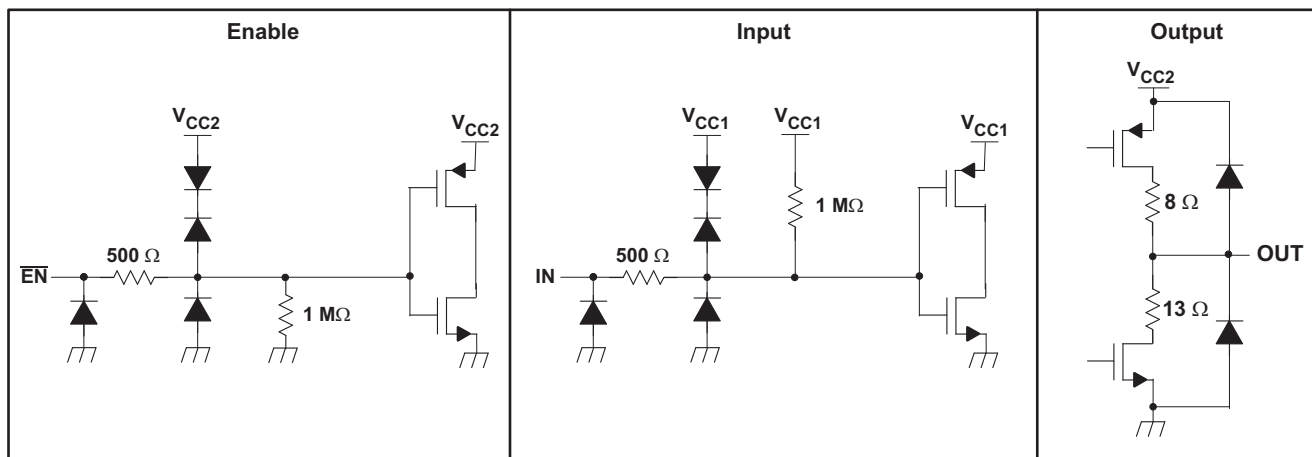 Enable
V_CC2
V_CC2
500 Ω
E̅N̅
1 MΩ
Input
V_CC1
V_CC1
V_CC1
1 MΩ
500 Ω
IN
Output
V_CC2
8 Ω
OUT
13 Ω